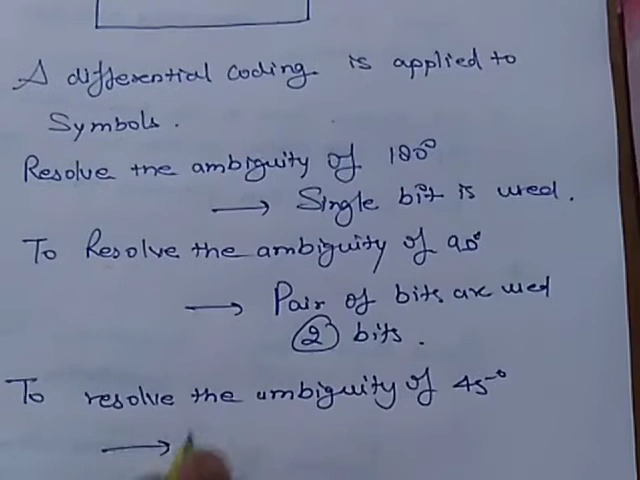 A differential coding is applied to
Symbols.
Resolve the ambiguity of 180°
→ Single bit is used.
To Resolve the ambiguity of 90°
→ Pair of bits are used
2 bits.
To resolve the ambiguity of 45°
→